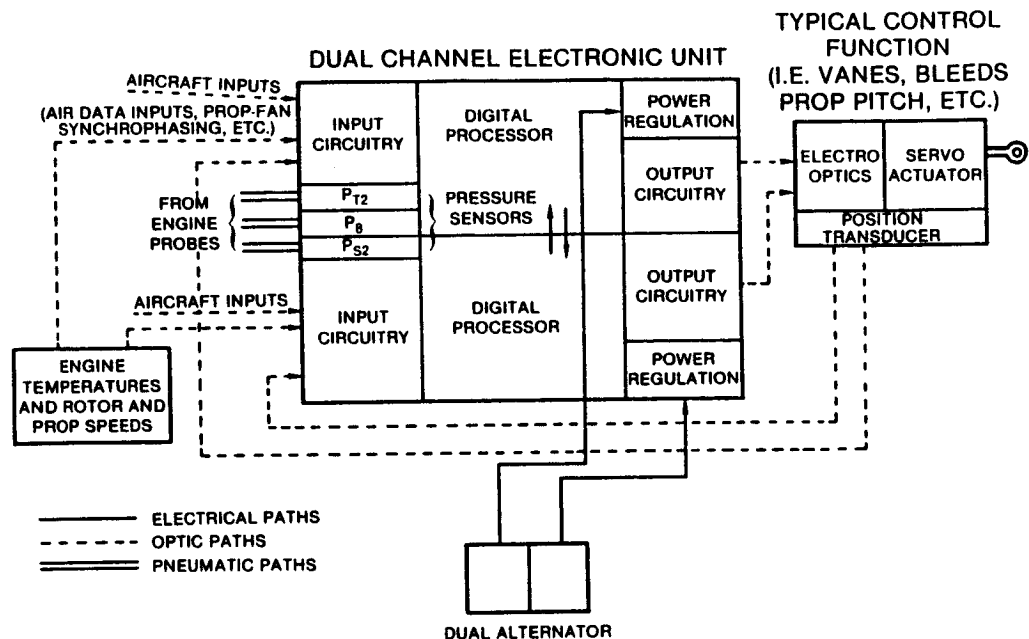 TYPICAL CONTROL
FUNCTION
(I.E. VANES, BLEEDS
PROP PITCH, ETC.)
DUAL CHANNEL ELECTRONIC UNIT
AIRCRAFT INPUTS
(AIR DATA INPUTS, PROP-FAN
SYNCHROPHASING, ETC.)
INPUT
CIRCUITRY
DIGITAL
PROCESSOR
POWER
REGULATION
OUTPUT
CIRCUITRY
ELECTRO
OPTICS
SERVO
ACTUATOR
POSITION
TRANSDUCER
FROM
ENGINE
PROBES
PT2
PB
PS2
PRESSURE
SENSORS
AIRCRAFT INPUTS
INPUT
CIRCUITRY
DIGITAL
PROCESSOR
OUTPUT
CIRCUITRY
POWER
REGULATION
ENGINE
TEMPERATURES
AND ROTOR AND
PROP SPEEDS
ELECTRICAL PATHS
OPTIC PATHS
PNEUMATIC PATHS
DUAL ALTERNATOR